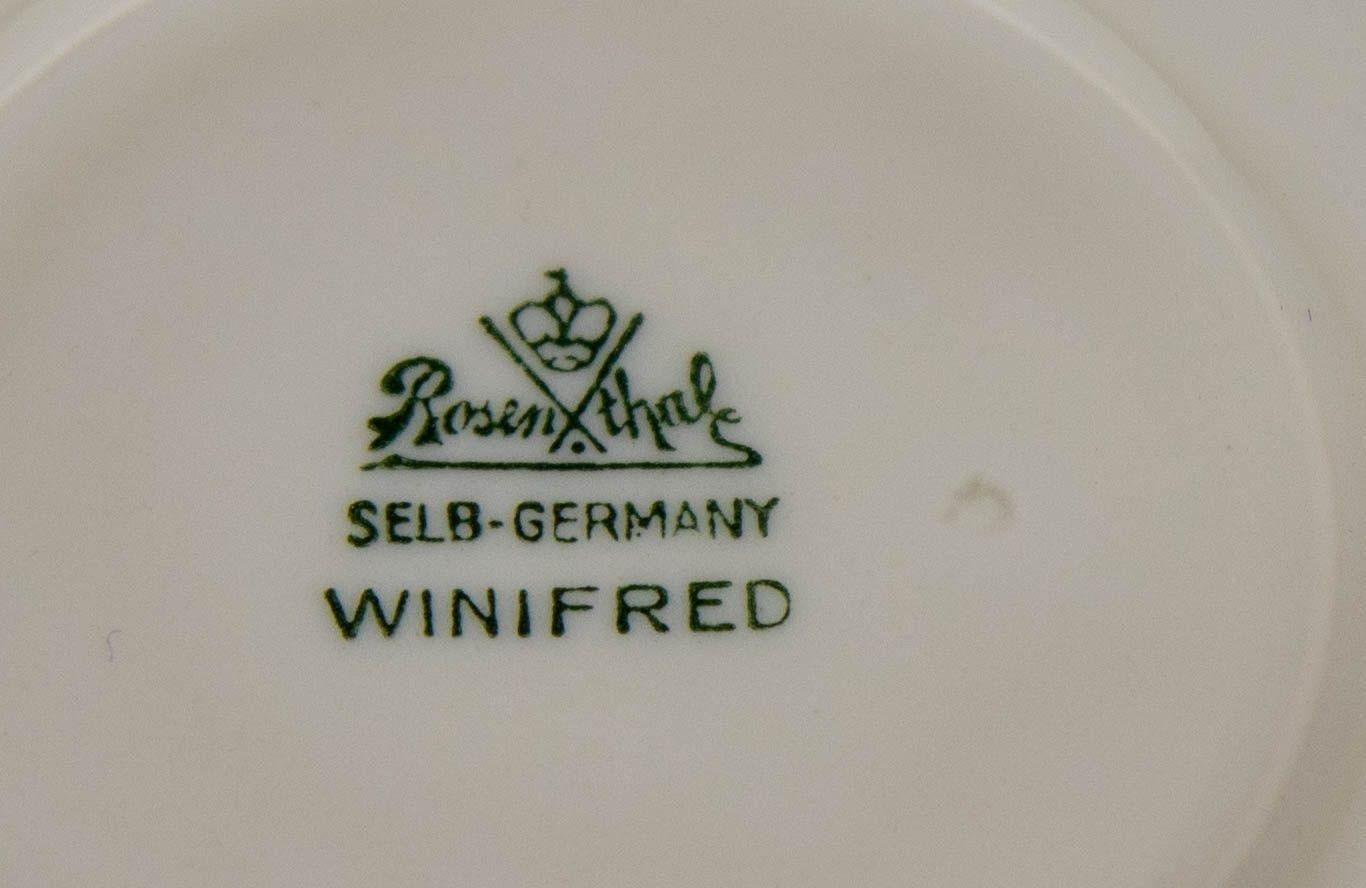 Rosenthal
SELB-GERMANY
WINIFRED